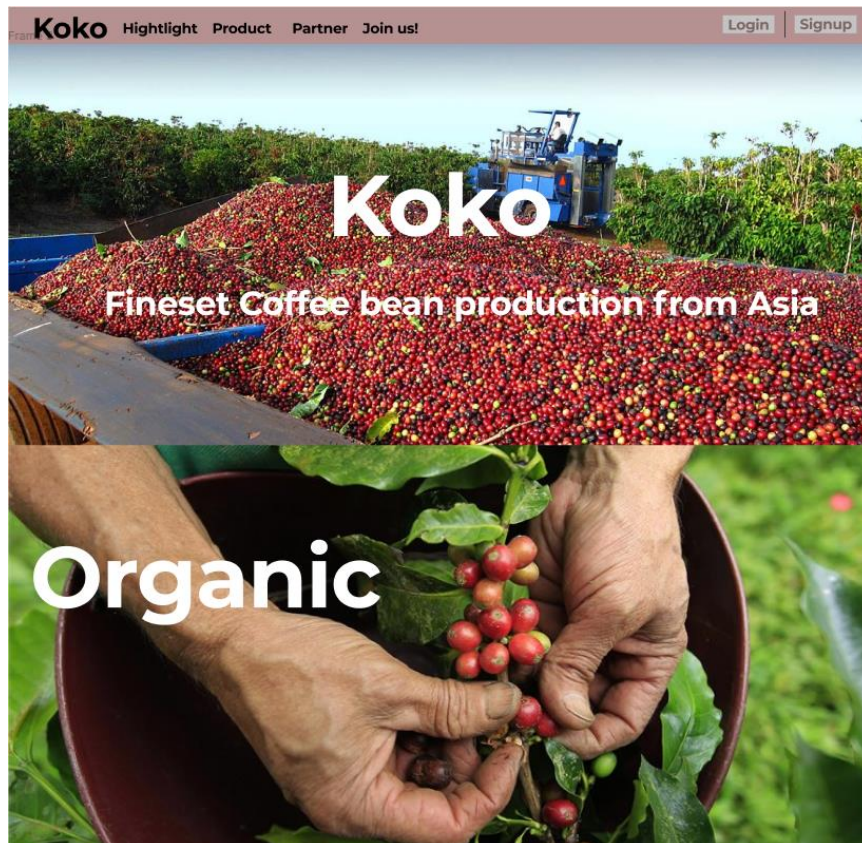 Koko Hightlight Product Partner Join us! Login Signup
Koko
Fineset Coffee bean production from Asia
Organic